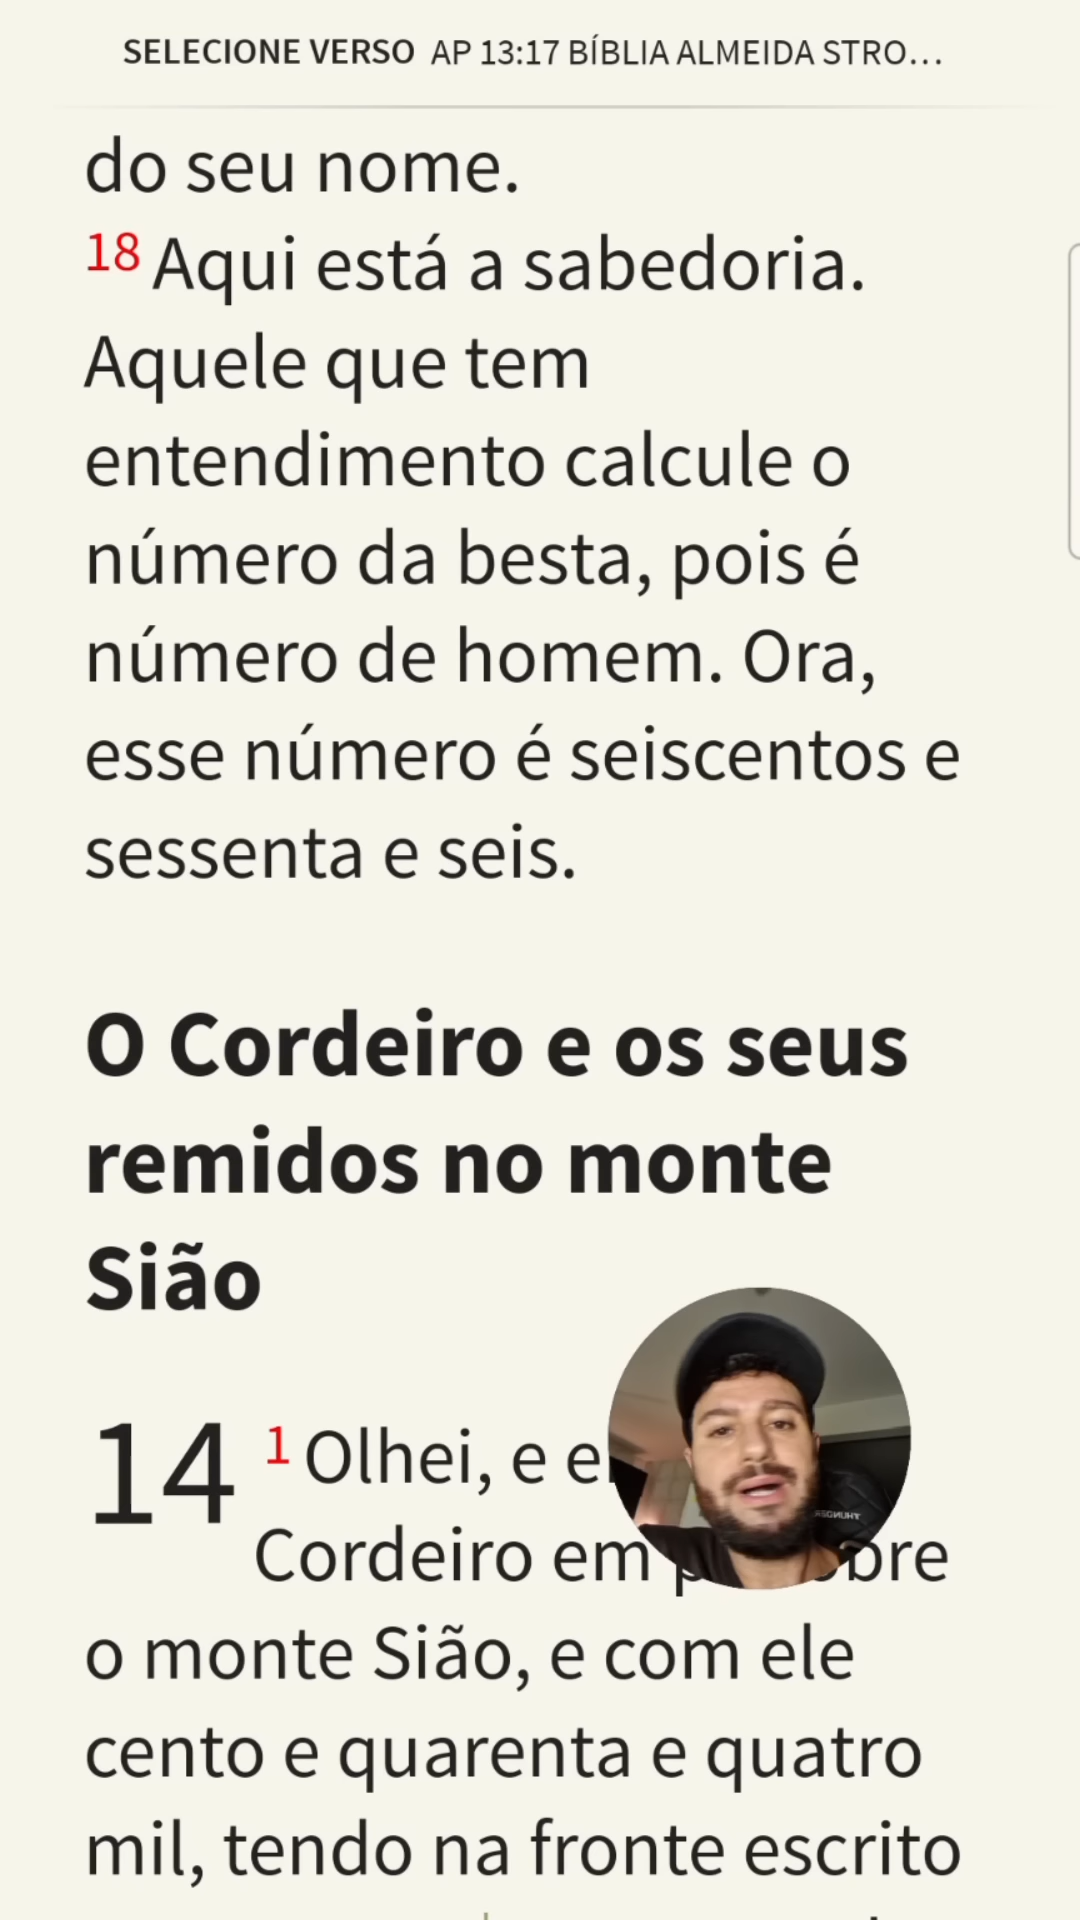 SELECIONE VERSO AP 13:17 BÍBLIA ALMEIDA STRO...
do seu nome.
18 Aqui está a sabedoria.
Aquele que tem
entendimento calcule o
número da besta, pois é
número de homem. Ora,
esse número é seiscentos e
sessenta e seis.
O Cordeiro e os seus
remidos no monte
Sião
14 1 Olhei, e
Cordeiro em
o monte Sião, e com ele
cento e quarenta e quatro
mil, tendo na fronte escrito